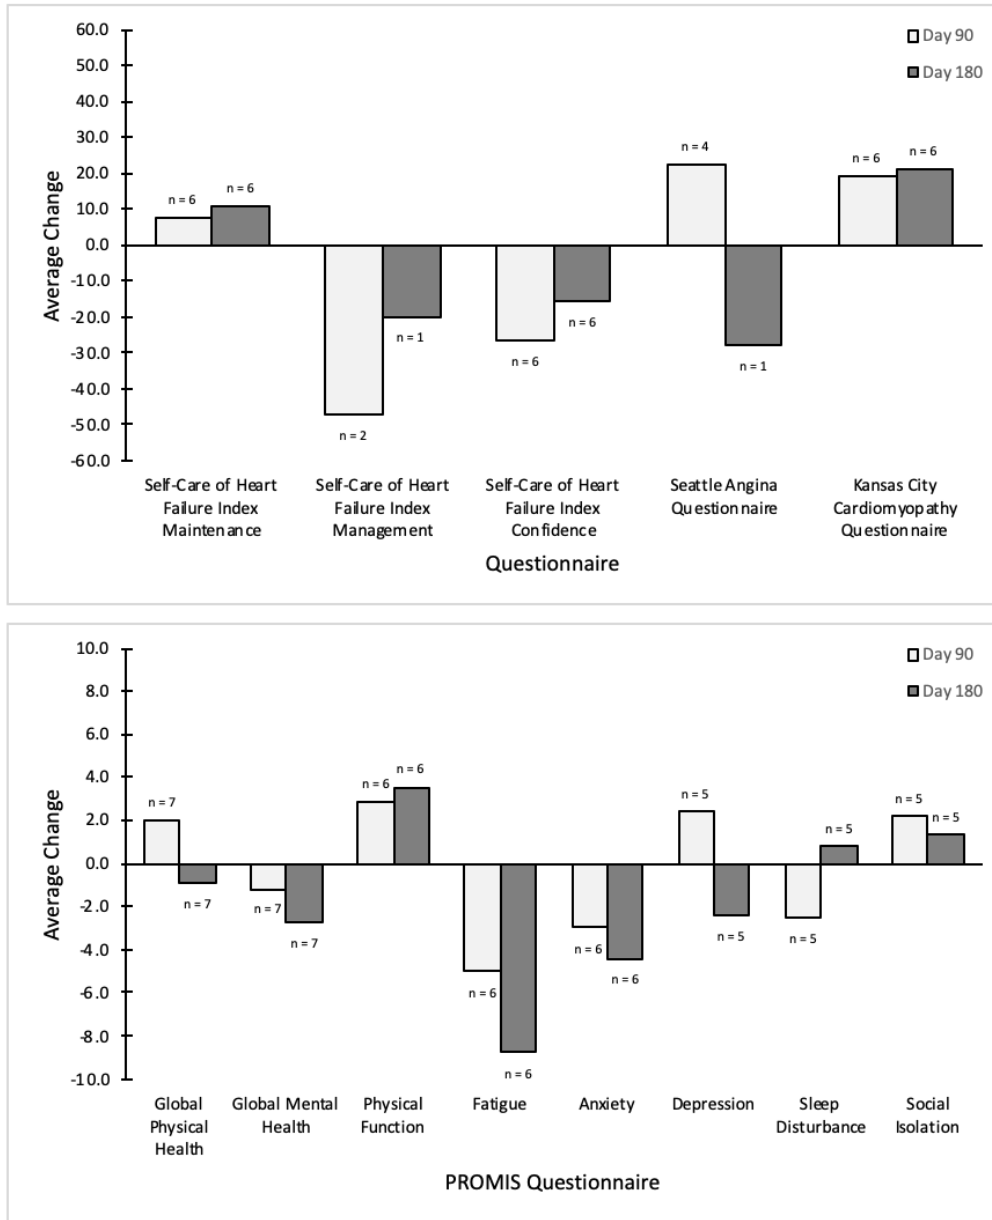 60.0
50.0
40.0
30.0
20.0
10.0
0.0
-10.0
-20.0
-30.0
-40.0
-50.0
-60.0
Average Change
Day 90
Day 180
n = 6
n = 6
n = 2
n = 1
n = 6
n = 6
n = 4
n = 1
n = 6
n = 6
Self-Care of Heart
Failure Index
Maintenance
Self-Care of Heart
Failure Index
Management
Self-Care of Heart
Failure Index
Confidence
Seattle Angina
Questionnaire
Kansas City
Cardiomyopathy
Questionnaire
Questionnaire
10.0
8.0
6.0
4.0
2.0
0.0
-2.0
-4.0
-6.0
-8.0
-10.0
Average Change
Day 90
Day 180
n = 7
n = 7
n = 7
n = 7
n = 6
n = 6
n = 6
n = 6
n = 6
n = 6
n = 5
n = 5
n = 5
n = 5
n = 5
n = 5
Global
Physical
Health
Global Mental
Health
Physical
Function
Fatigue
Anxiety
Depression
Sleep
Disturbance
Social
Isolation
PROMIS Questionnaire